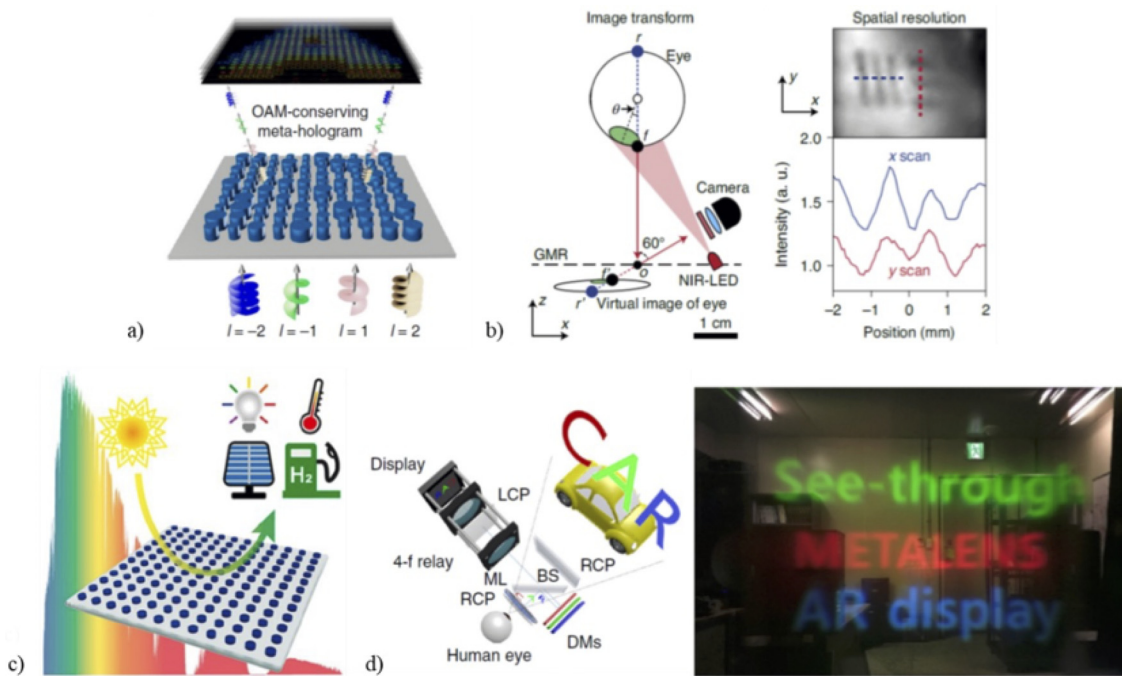 OAM-conserving
meta-hologram
l = −2
l = −1
l = 1
l = 2
a)
Image transform
r
Eye
θ
f
Camera
60°
GMR
f'
o
NIR-LED
r'
Virtual image of eye
z
x
1 cm
b)
Spatial resolution
y
x
2.0
x scan
1.5
y scan
1.0
Intensity (a. u.)
−2
−1
0
1
2
Position (mm)
H₂
c)
Display
LCP
4-f relay
ML
BS
RCP
RCP
DMs
Human eye
CAR
d)
See-through
METALENS
AR display